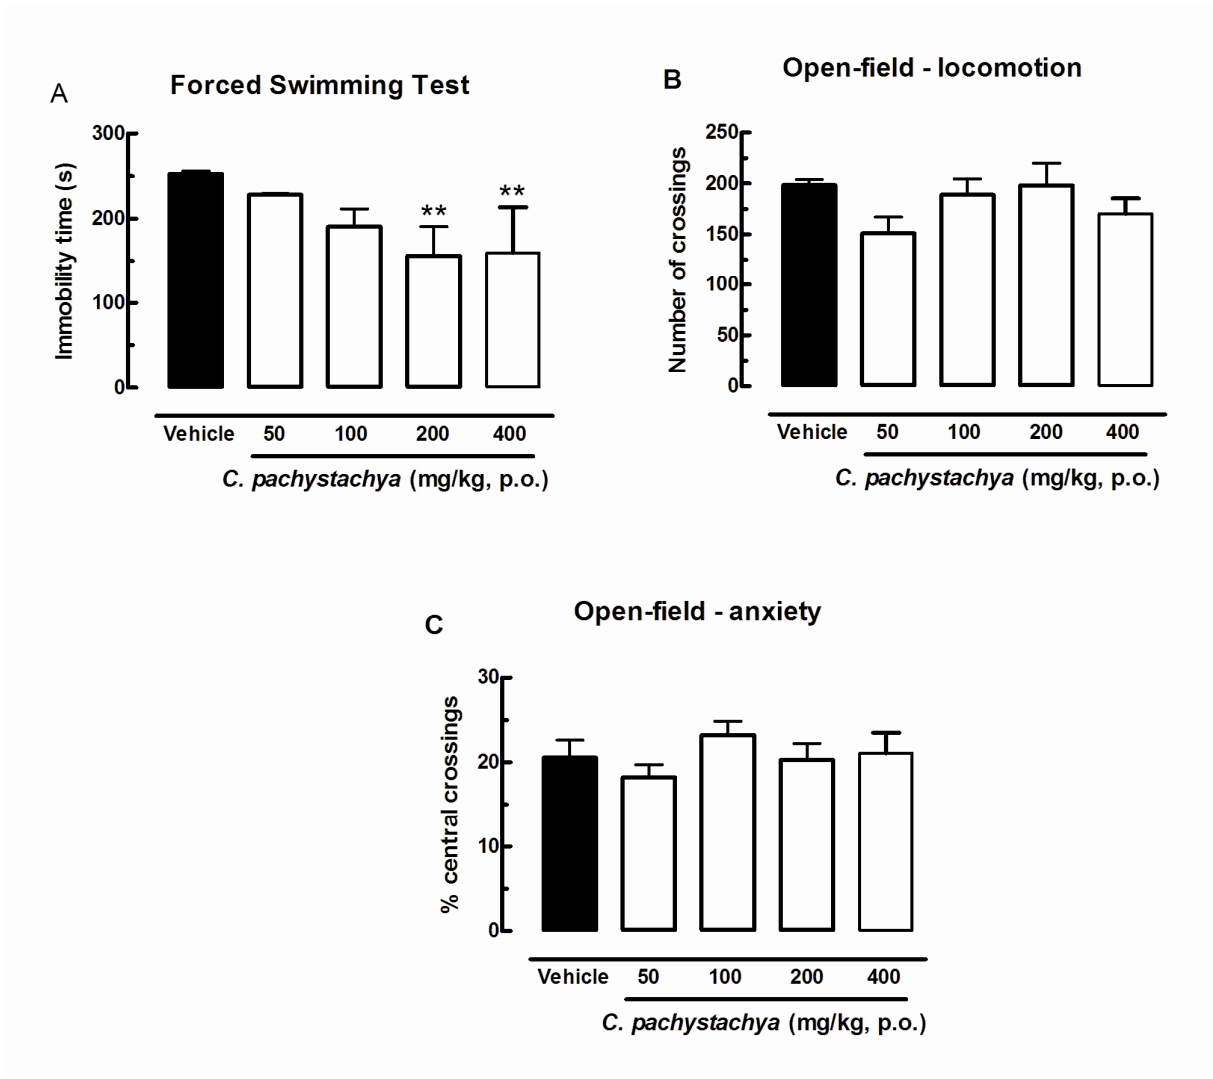 A
Forced Swimming Test
Immobility time (s)
300
200
100
0
**
**
Vehicle 50 100 200 400
C. pachystachya (mg/kg, p.o.)
B
Open-field - locomotion
Number of crossings
250
200
150
100
50
0
Vehicle 50 100 200 400
C. pachystachya (mg/kg, p.o.)
C
Open-field - anxiety
% central crossings
30
20
10
0
Vehicle 50 100 200 400
C. pachystachya (mg/kg, p.o.)